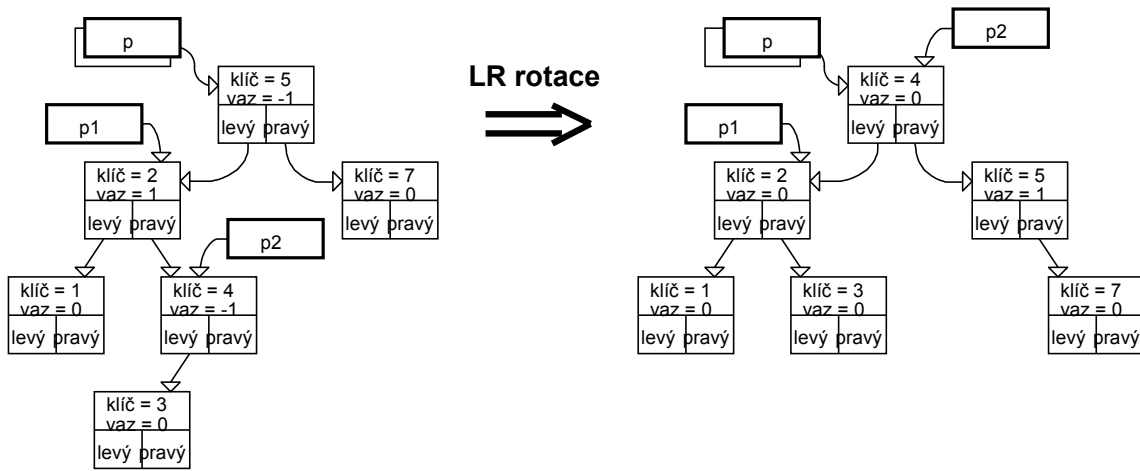 p
klíč = 5
vaz = -1
levý pravý
p1
klíč = 2
vaz = 1
levý pravý
klíč = 7
vaz = 0
levý pravý
p2
klíč = 1
vaz = 0
levý pravý
klíč = 4
vaz = -1
levý pravý
klíč = 3
vaz = 0
levý pravý
LR rotace
p
p2
klíč = 4
vaz = 0
levý pravý
p1
klíč = 2
vaz = 0
levý pravý
klíč = 5
vaz = 1
levý pravý
klíč = 1
vaz = 0
levý pravý
klíč = 3
vaz = 0
levý pravý
klíč = 7
vaz = 0
levý pravý